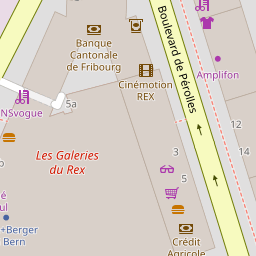 Boulevard de Pérolles
Banque
Cantonale
de Fribourg
Cinémotion
REX
Amplifon
NSvogue
5a
12
14
3
5
Les Galeries
du Rex
+Berger
Bern
Crédit
Agricole